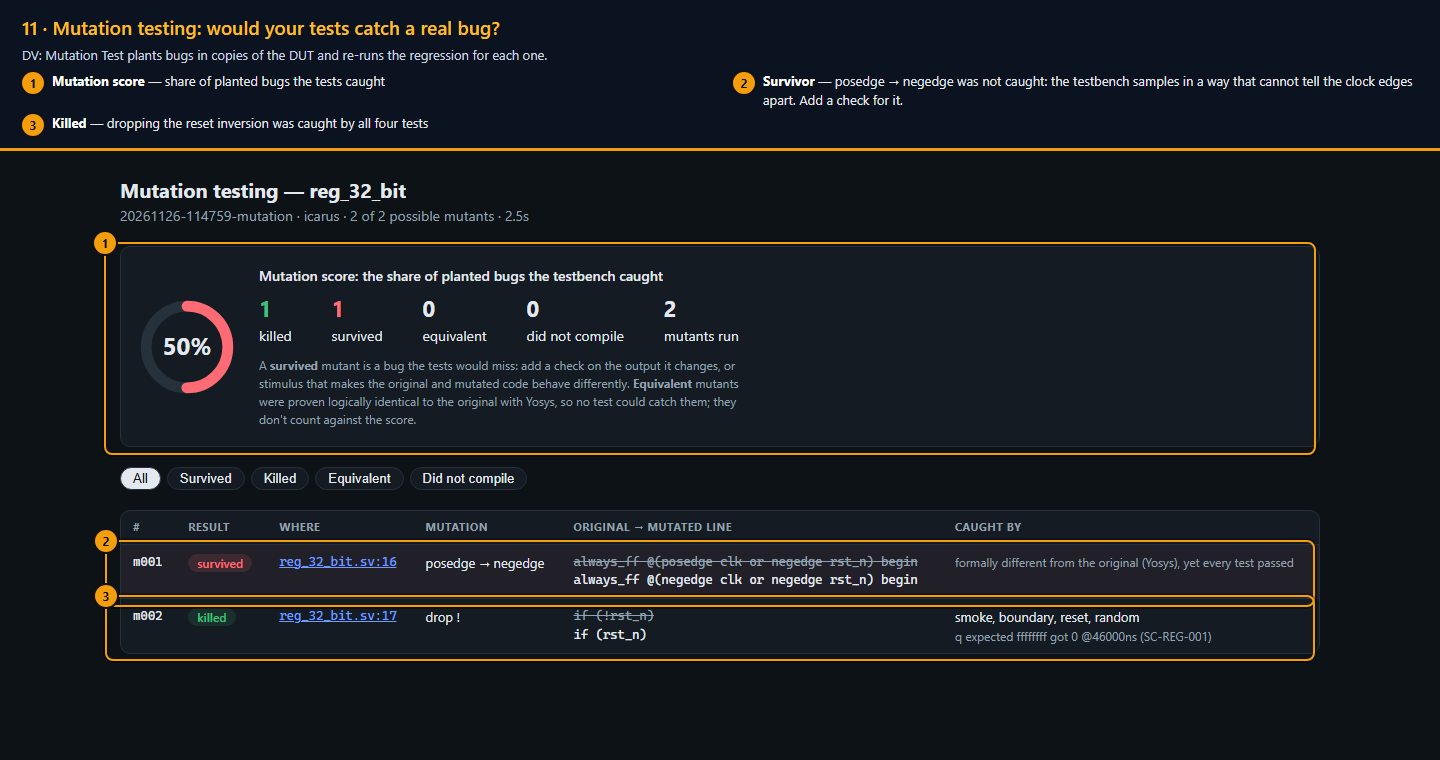 11 · Mutation testing: would your tests catch a real bug?
DV: Mutation Test plants bugs in copies of the DUT and re-runs the regression for each one.
1 Mutation score — share of planted bugs the tests caught
2 Survivor — posedge → negedge was not caught: the testbench samples in a way that cannot tell the clock edges
apart. Add a check for it.
3 Killed — dropping the reset inversion was caught by all four tests
Mutation testing — reg_32_bit
20261126-114759-mutation · icarus · 2 of 2 possible mutants · 2.5s
1
Mutation score: the share of planted bugs the testbench caught
50%
1 1 0 0 2
killed survived equivalent did not compile mutants run
A survived mutant is a bug the tests would miss: add a check on the output it changes, or
stimulus that makes the original and mutated code behave differently. Equivalent mutants
were proven logically identical to the original with Yosys, so no test could catch them; they
don't count against the score.
All Survived Killed Equivalent Did not compile
# RESULT WHERE MUTATION ORIGINAL → MUTATED LINE CAUGHT BY
2
m001 survived reg_32_bit.sv:16 posedge → negedge always_ff @(posedge clk or negedge rst_n) begin formally different from the original (Yosys), yet every test passed
always_ff @(negedge clk or negedge rst_n) begin
3
m002 killed reg_32_bit.sv:17 drop ! if (!rst_n) smoke, boundary, reset, random
if (rst_n) q expected ffffffff got 0 @46000ns (SC-REG-001)